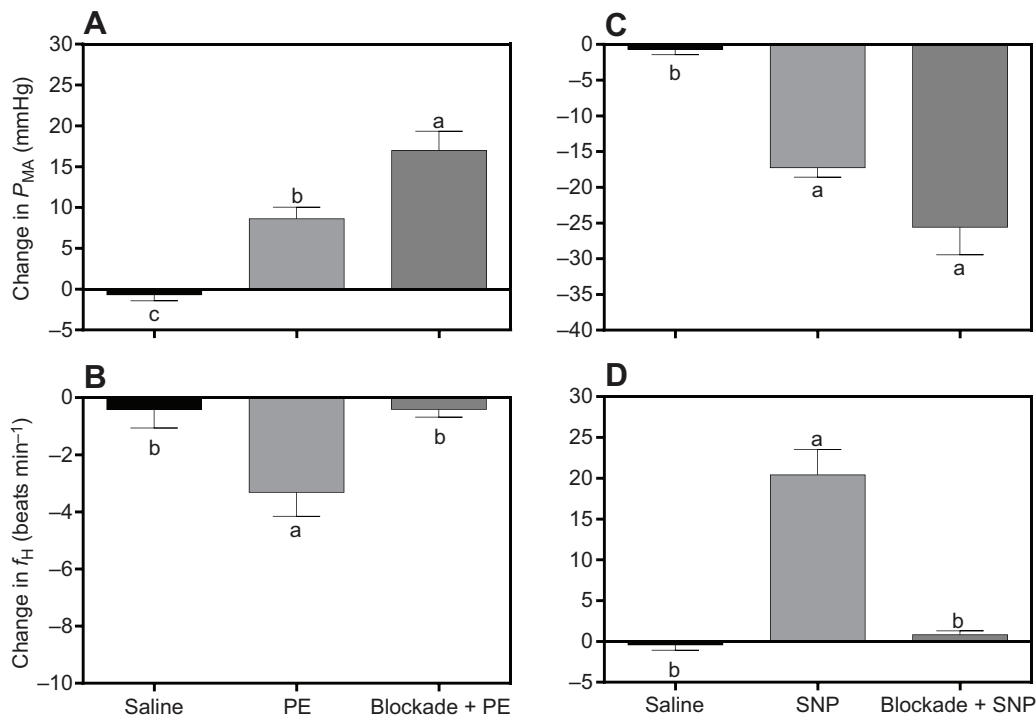 A
30
25
20
15
10
5
0
–5
Change in P_MA (mmHg)
c
b
a
C
0
–5
–10
–15
–20
–25
–30
–35
–40
b
a
a
B
0
–2
–4
–6
–8
–10
Change in f_H (beats min⁻¹)
b
a
b
Saline PE Blockade + PE
D
30
25
20
15
10
5
0
–5
b
a
b
Saline SNP Blockade + SNP